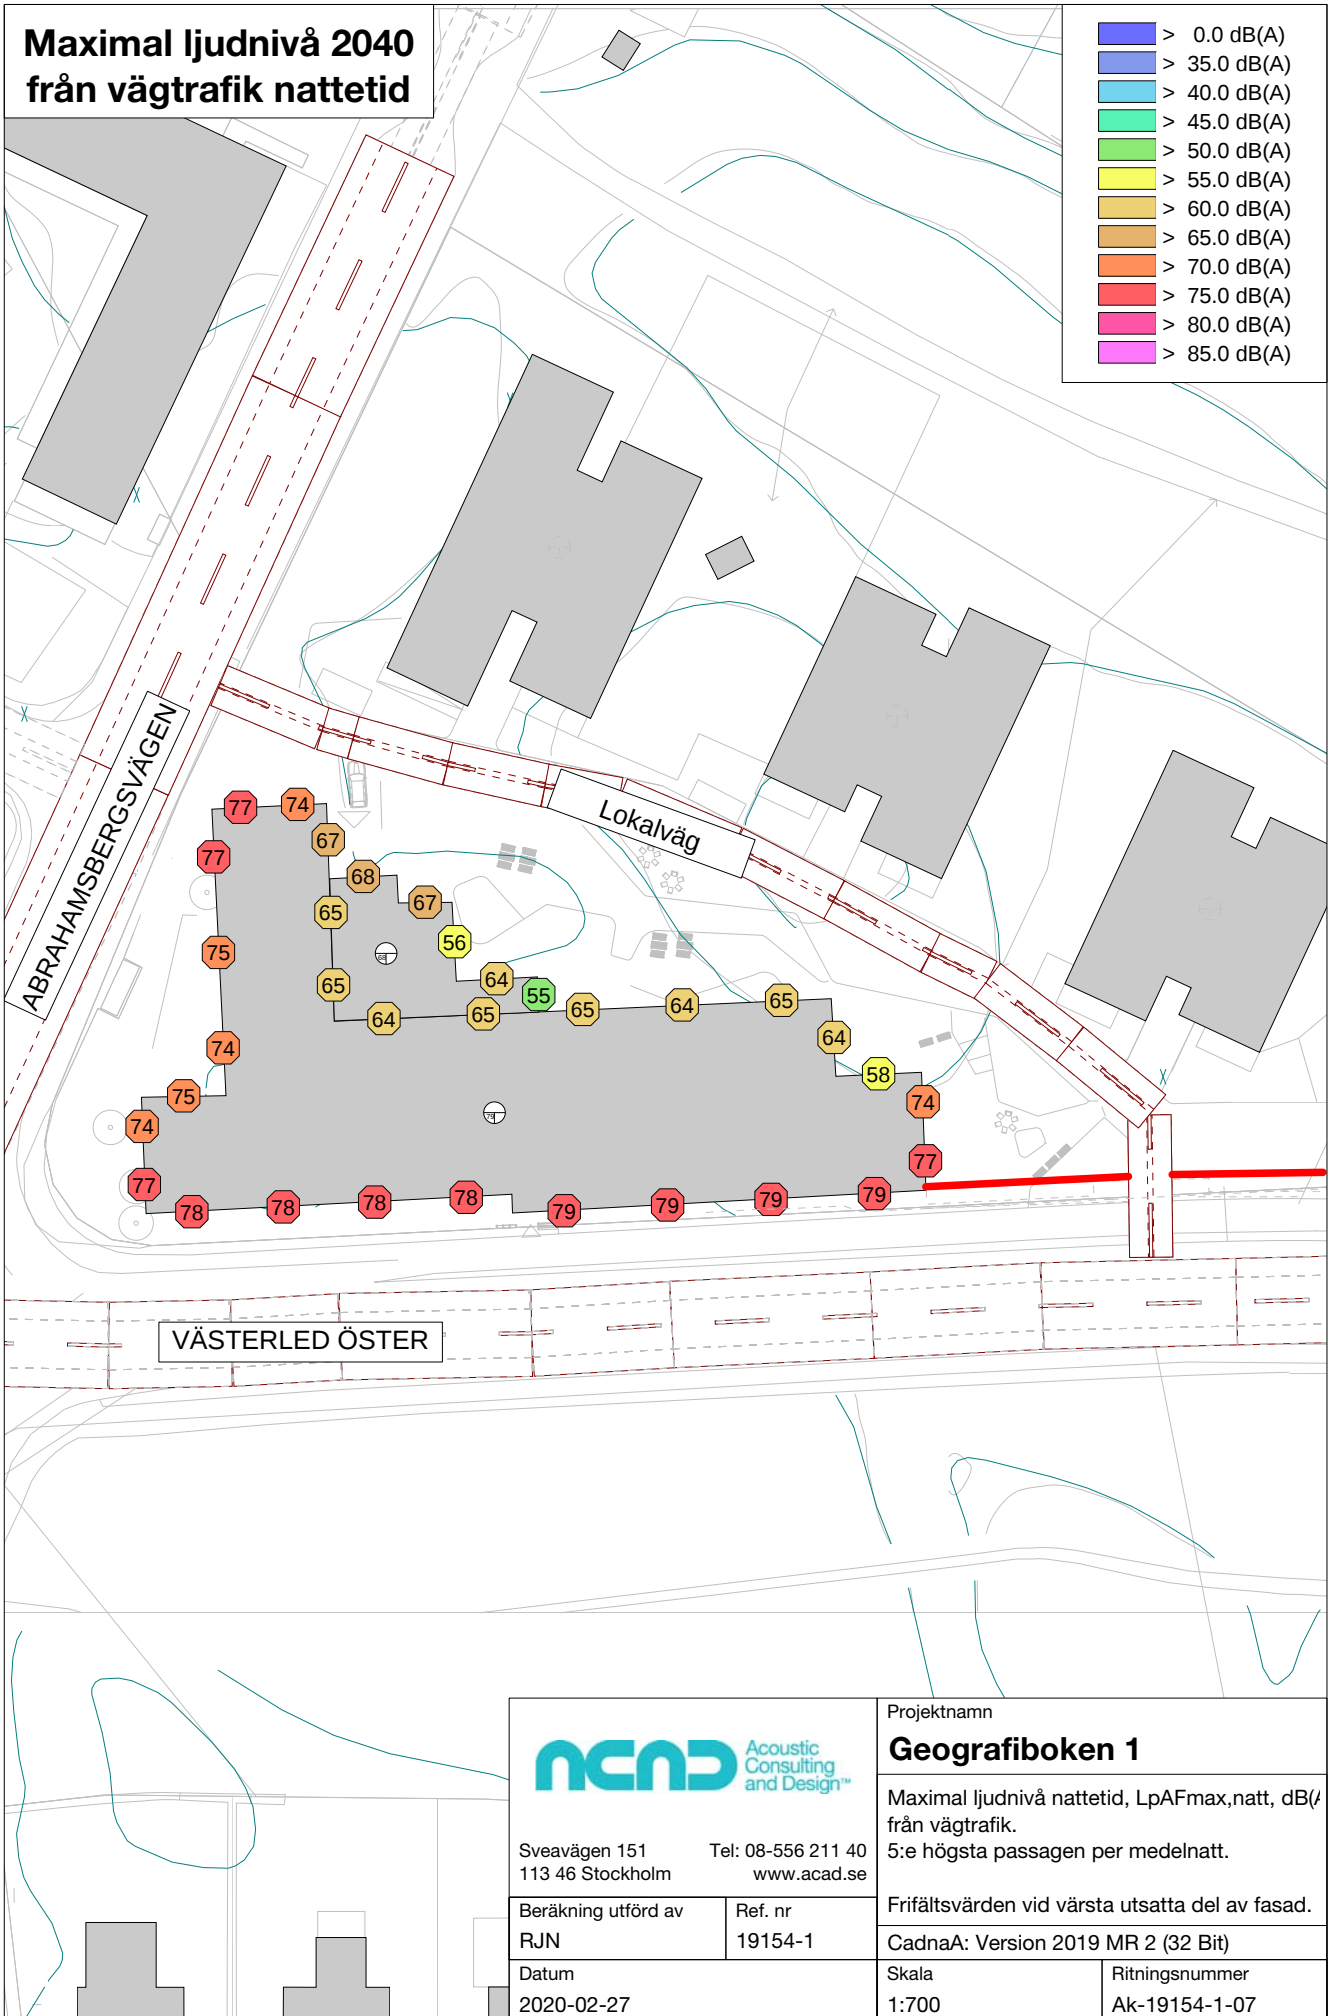 Maximal ljudnivå 2040
från vägtrafik nattetid
> 0.0 dB(A)
> 35.0 dB(A)
> 40.0 dB(A)
> 45.0 dB(A)
> 50.0 dB(A)
> 55.0 dB(A)
> 60.0 dB(A)
> 65.0 dB(A)
> 70.0 dB(A)
> 75.0 dB(A)
> 80.0 dB(A)
> 85.0 dB(A)
ABRAHAMSBERGSVÄGEN
Lokalväg
77
74
77
67
68
67
65
56
75
65
64
55
64
65
65
64
65
64
74
58
75
74
74
77
77
78
78
78
78
79
79
79
79
68
79
VÄSTERLED ÖSTER
ACAD
Acoustic
Consulting
and Design™
Sveavägen 151
113 46 Stockholm
Tel: 08-556 211 40
www.acad.se
Beräkning utförd av
RJN
Ref. nr
19154-1
Datum
2020-02-27
Projektnamn
Geografiboken 1
Maximal ljudnivå nattetid, LpAFmax,natt, dB(A
från vägtrafik.
5:e högsta passagen per medelnatt.
Frifältsvärden vid värsta utsatta del av fasad.
CadnaA: Version 2019 MR 2 (32 Bit)
Skala
1:700
Ritningsnummer
Ak-19154-1-07